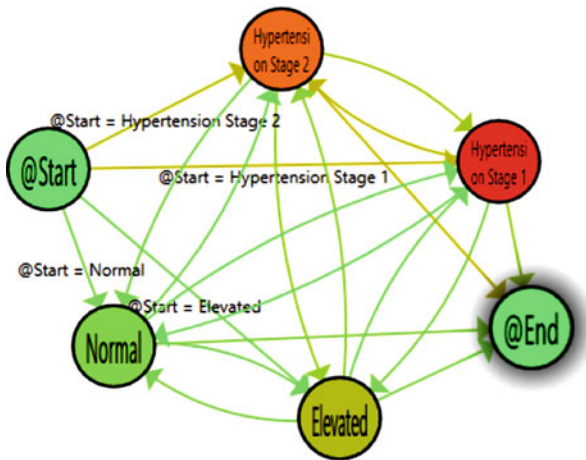 Hypertensi
on Stage 2
@Start = Hypertension Stage 2
@Start
Hypertensi
on Stage 1
@Start = Hypertension Stage 1
@Start = Normal
@Start = Elevated
Normal
@End
Elevated